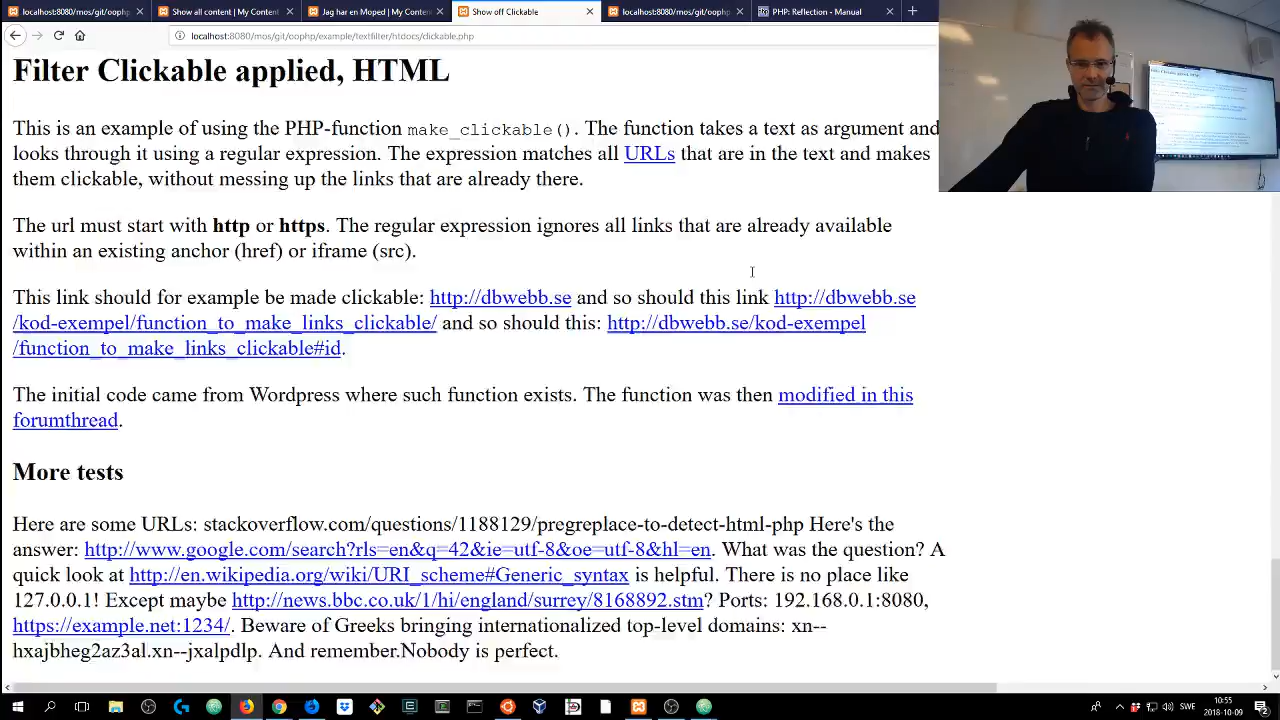 localhost:8080/mos/git/ooph
Show all content | My Content
Jag har en Moped | My Conten
Show off Clickable
localhost:8080/mos/git/ooph
PHP: Reflection - Manual
localhost:8080/mos/git/oophp/example/textfilter/htdocs/clickable.php
Filter Clickable applied, HTML
This is an example of using the PHP-function make_clickable(). The function takes a text as argument and
looks through it using a regular expression. The expression matches all URLs that are in the text and makes
them clickable, without messing up the links that are already there.
The url must start with http or https. The regular expression ignores all links that are already available
within an existing anchor (href) or iframe (src).
This link should for example be made clickable: http://dbwebb.se and so should this link http://dbwebb.se
/kod-exempel/function_to_make_links_clickable/ and so should this: http://dbwebb.se/kod-exempel
/function_to_make_links_clickable#id.
The initial code came from Wordpress where such function exists. The function was then modified in this
forumthread.
More tests
Here are some URLs: stackoverflow.com/questions/1188129/pregreplace-to-detect-html-php Here's the
answer: http://www.google.com/search?rls=en&q=42&ie=utf-8&oe=utf-8&hl=en. What was the question? A
quick look at http://en.wikipedia.org/wiki/URI_scheme#Generic_syntax is helpful. There is no place like
127.0.0.1! Except maybe http://news.bbc.co.uk/1/hi/england/surrey/8168892.stm? Ports: 192.168.0.1:8080,
https://example.net:1234/. Beware of Greeks bringing internationalized top-level domains: xn--
hxajbheg2az3al.xn--jxalpdlp. And remember.Nobody is perfect.
SWE
10:55
2018-10-09